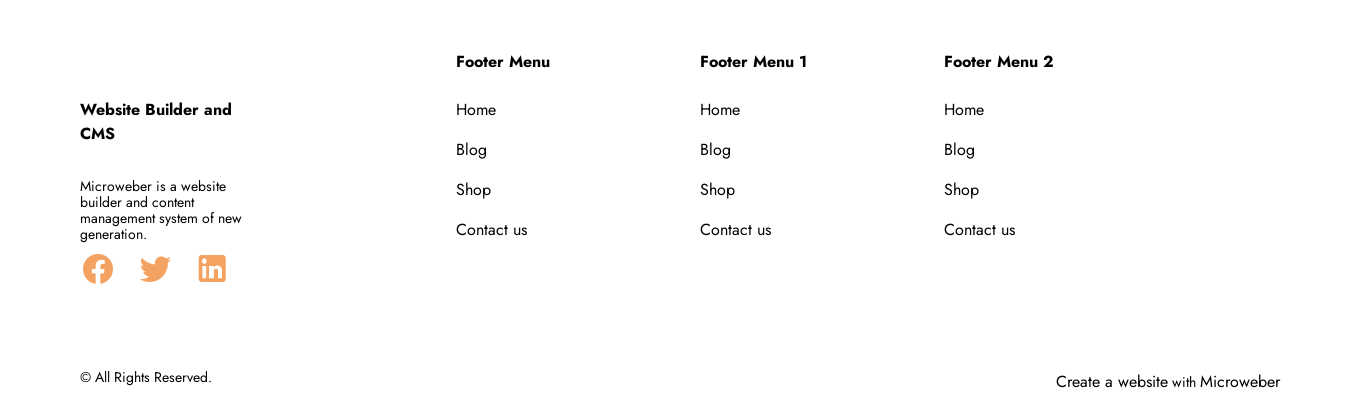 Website Builder and
CMS
Microweber is a website
builder and content
management system of new
generation.
Footer Menu
Home
Blog
Shop
Contact us
Footer Menu 1
Home
Blog
Shop
Contact us
Footer Menu 2
Home
Blog
Shop
Contact us
© All Rights Reserved.
Create a website with Microweber